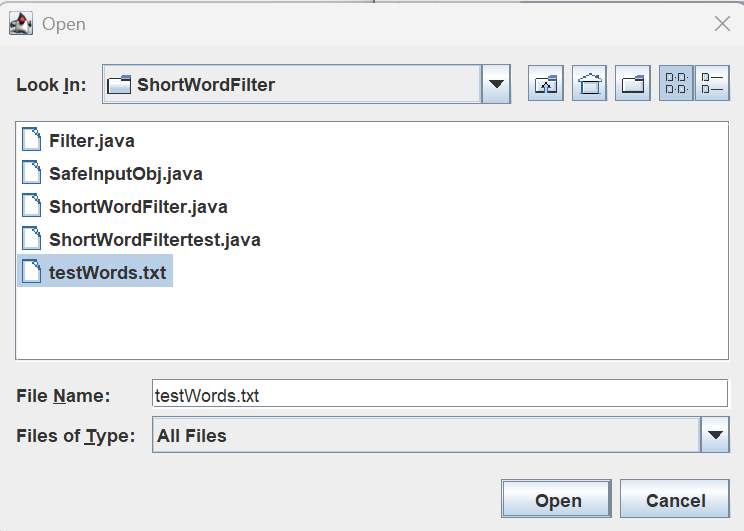 Open
Look In: ShortWordFilter
Filter.java
SafeInputObj.java
ShortWordFilter.java
ShortWordFiltertest.java
testWords.txt
File Name: testWords.txt
Files of Type: All Files
Open Cancel